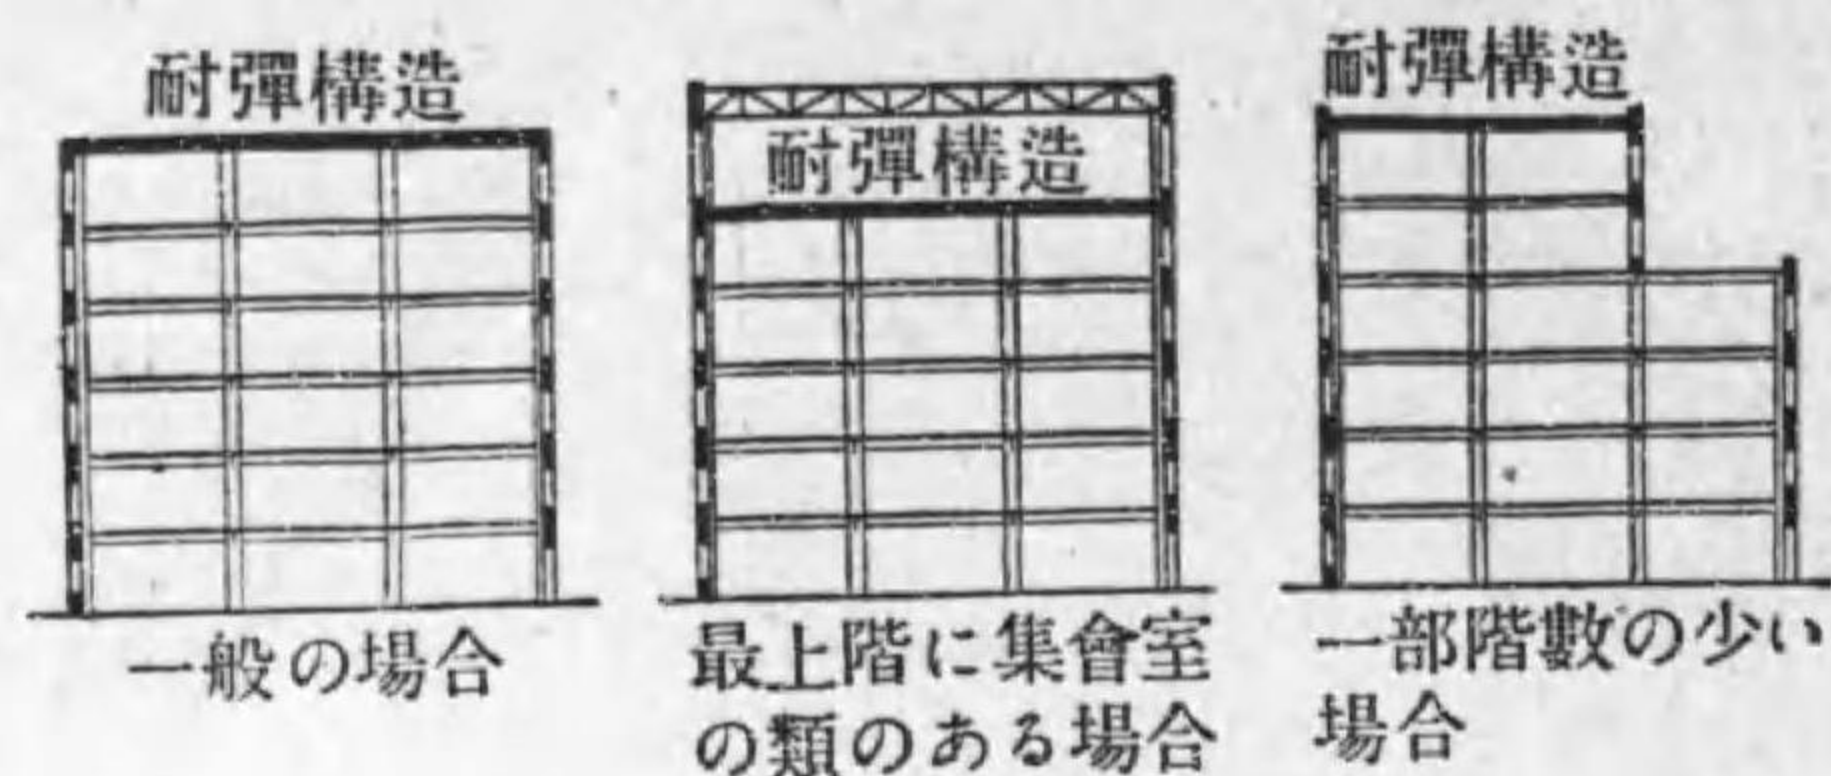 耐彈構造
一般の場合
耐彈構造
最上階に集會室
の類のある場合
耐彈構造
一部階數の少い
場合